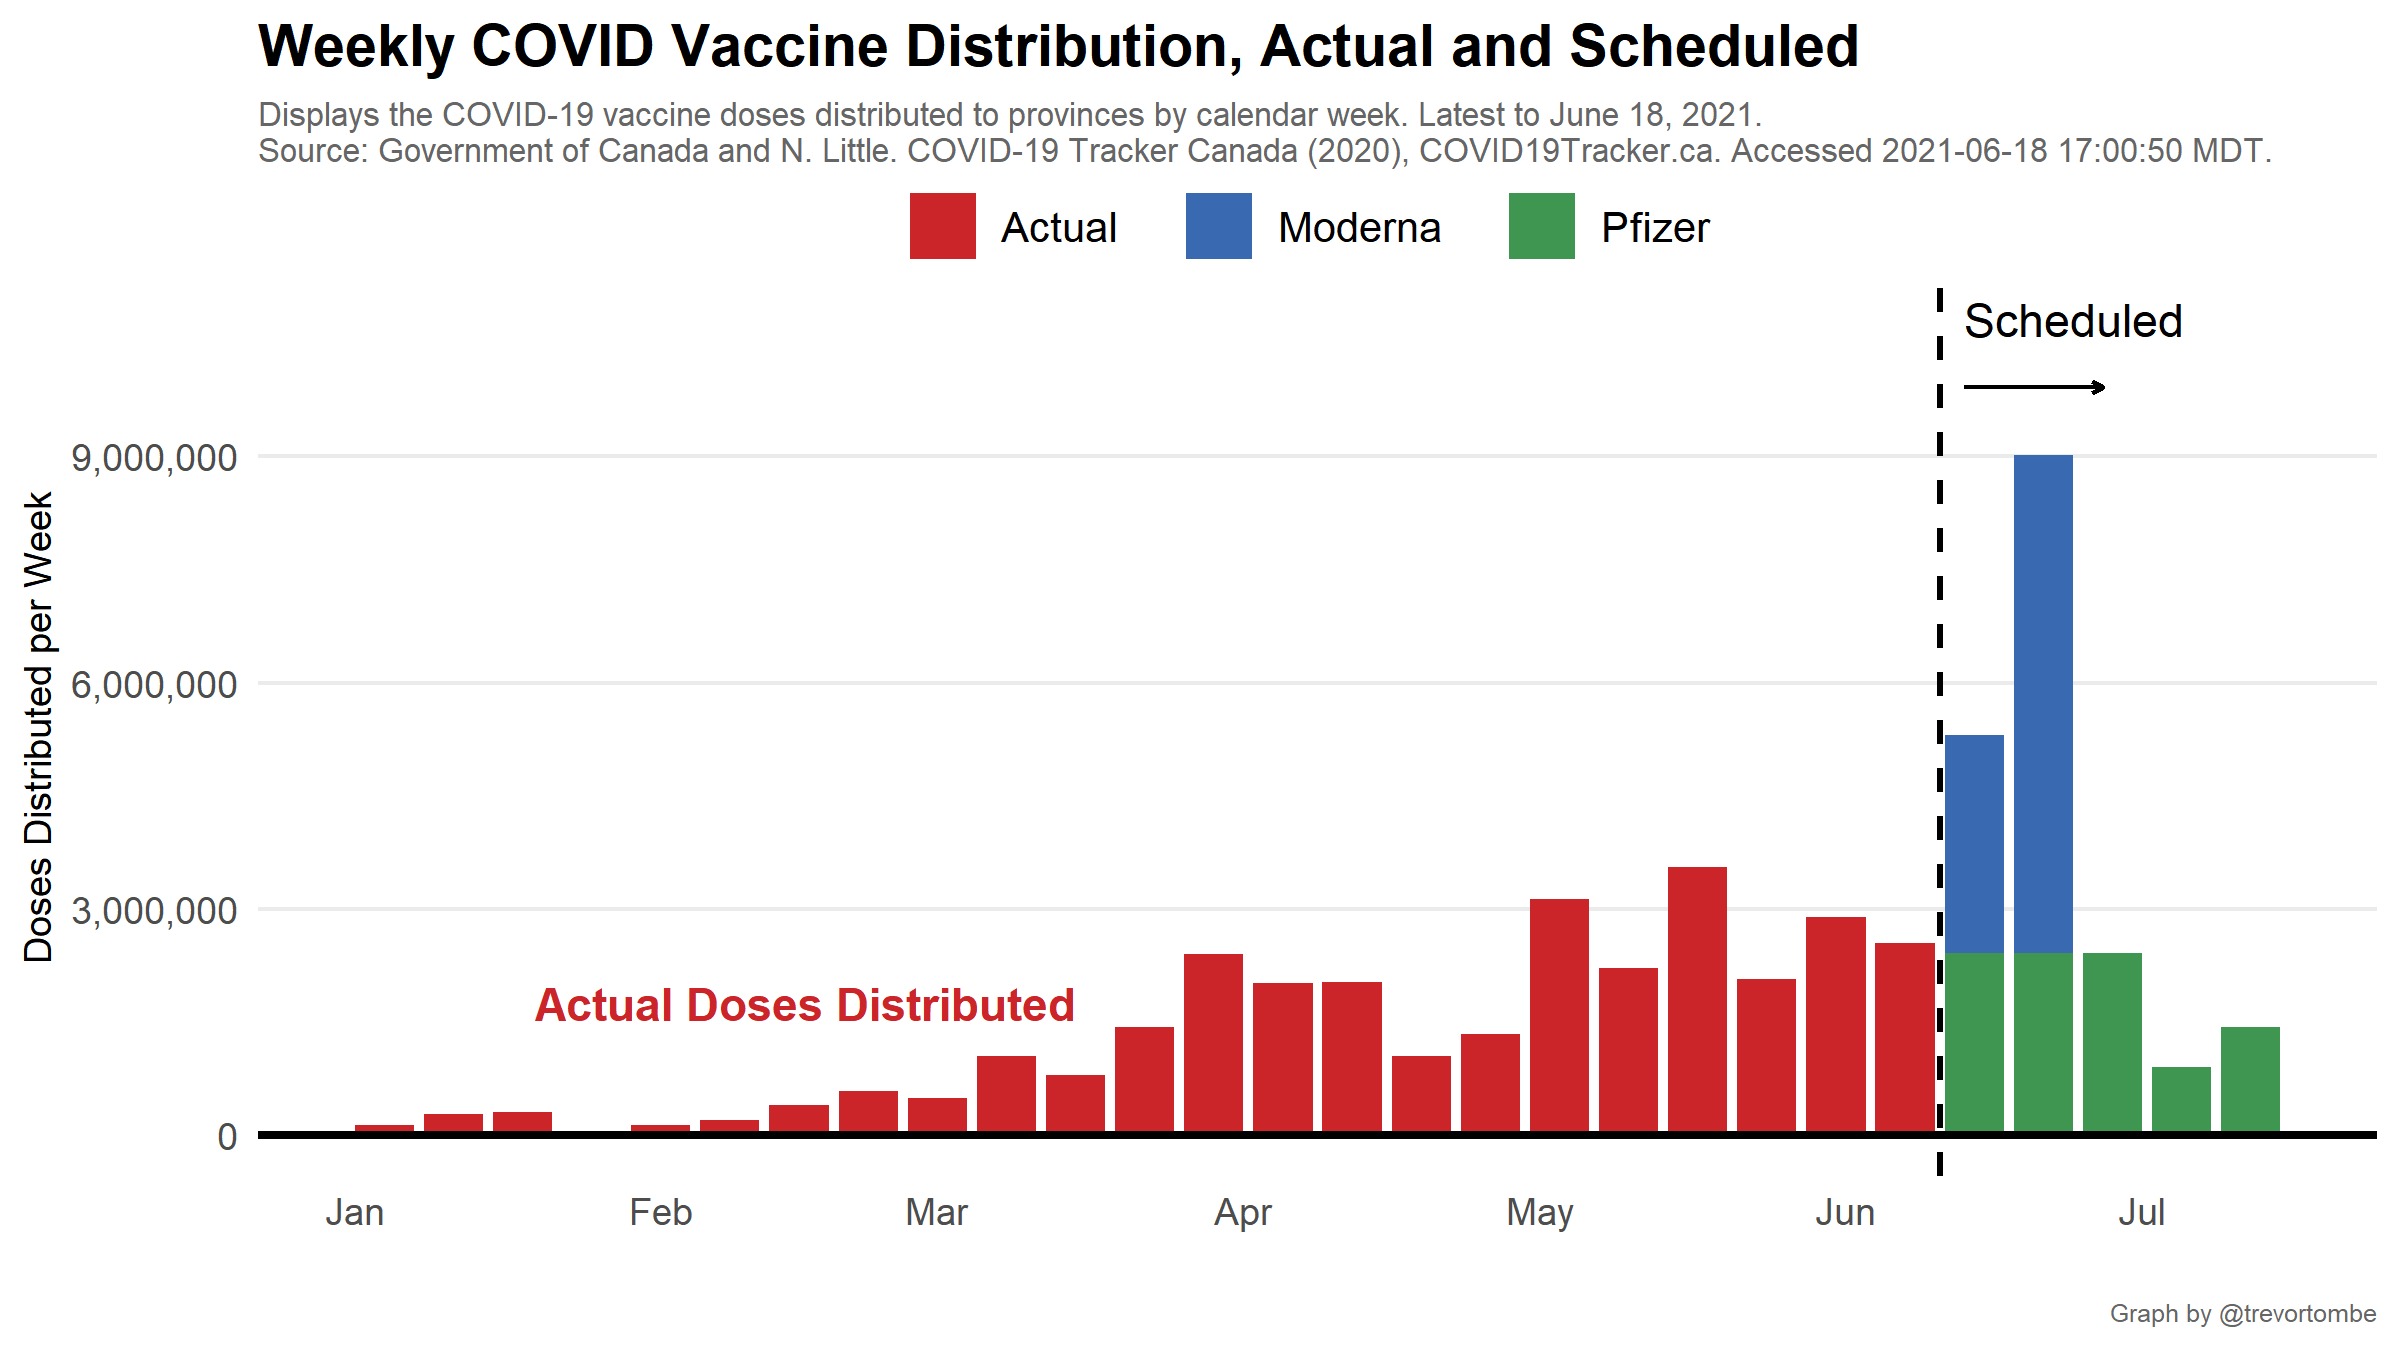 Weekly COVID Vaccine Distribution, Actual and Scheduled
Displays the COVID-19 vaccine doses distributed to provinces by calendar week. Latest to June 18, 2021.
Source: Government of Canada and N. Little. COVID-19 Tracker Canada (2020), COVID19Tracker.ca. Accessed 2021-06-18 17:00:50 MDT.
Actual Moderna Pfizer
Scheduled
9,000,000
6,000,000
3,000,000
0
Doses Distributed per Week
Actual Doses Distributed
Jan Feb Mar Apr May Jun Jul
Graph by @trevortombe